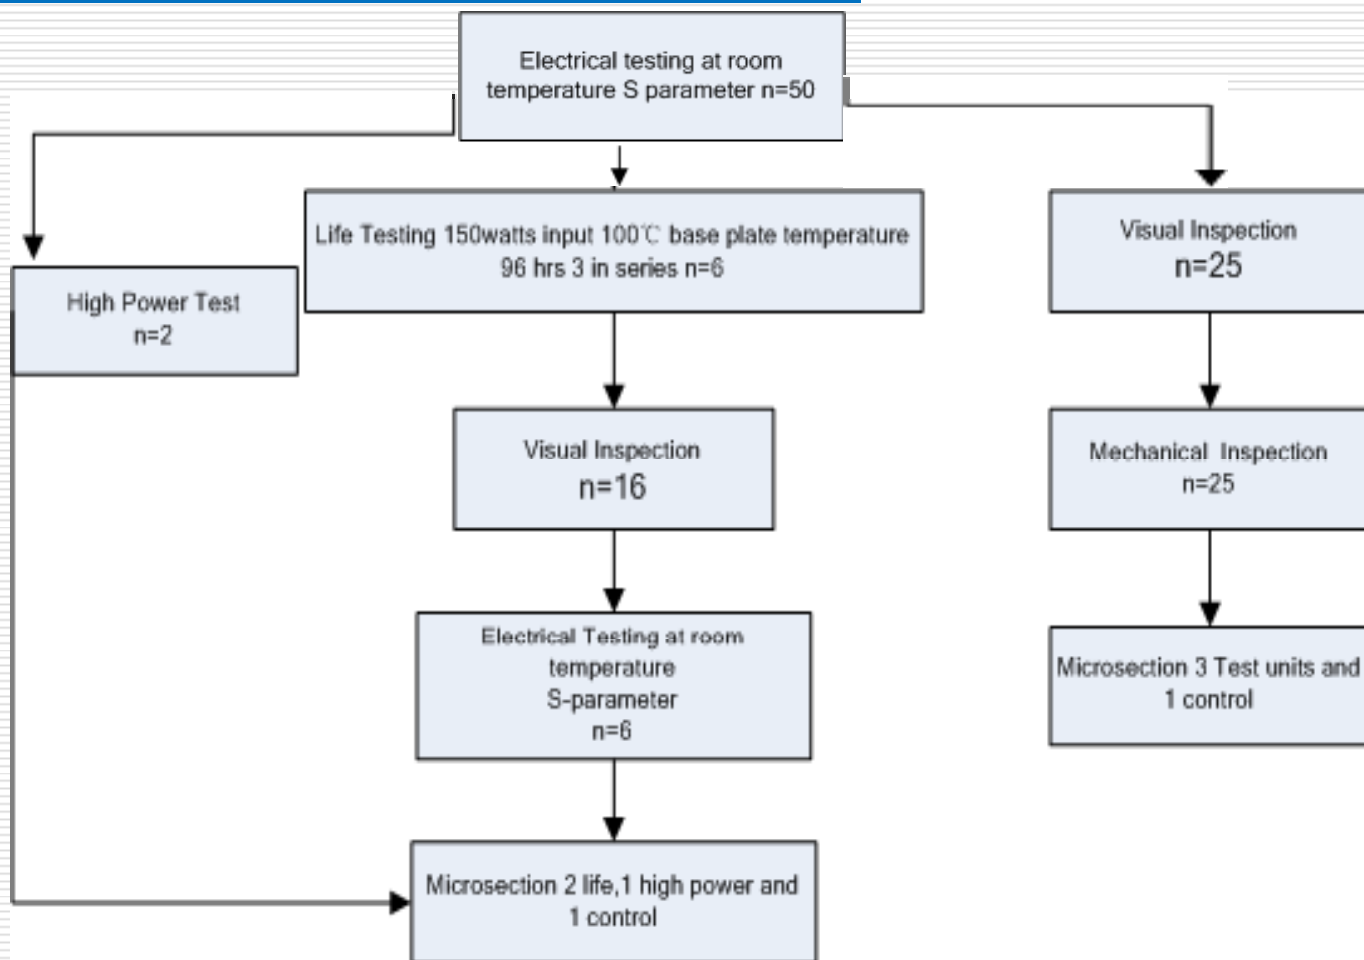 Electrical testing at room
temperature S parameter n=50
Life Testing 150watts input 100℃ base plate temperature
96 hrs 3 in series n=6
Visual Inspection
n=25
High Power Test
n=2
Visual Inspection
n=16
Mechanical Inspection
n=25
Electrical Testing at room
temperature
S-parameter
n=6
Microsection 3 Test units and
1 control
Microsection 2 life,1 high power and
1 control